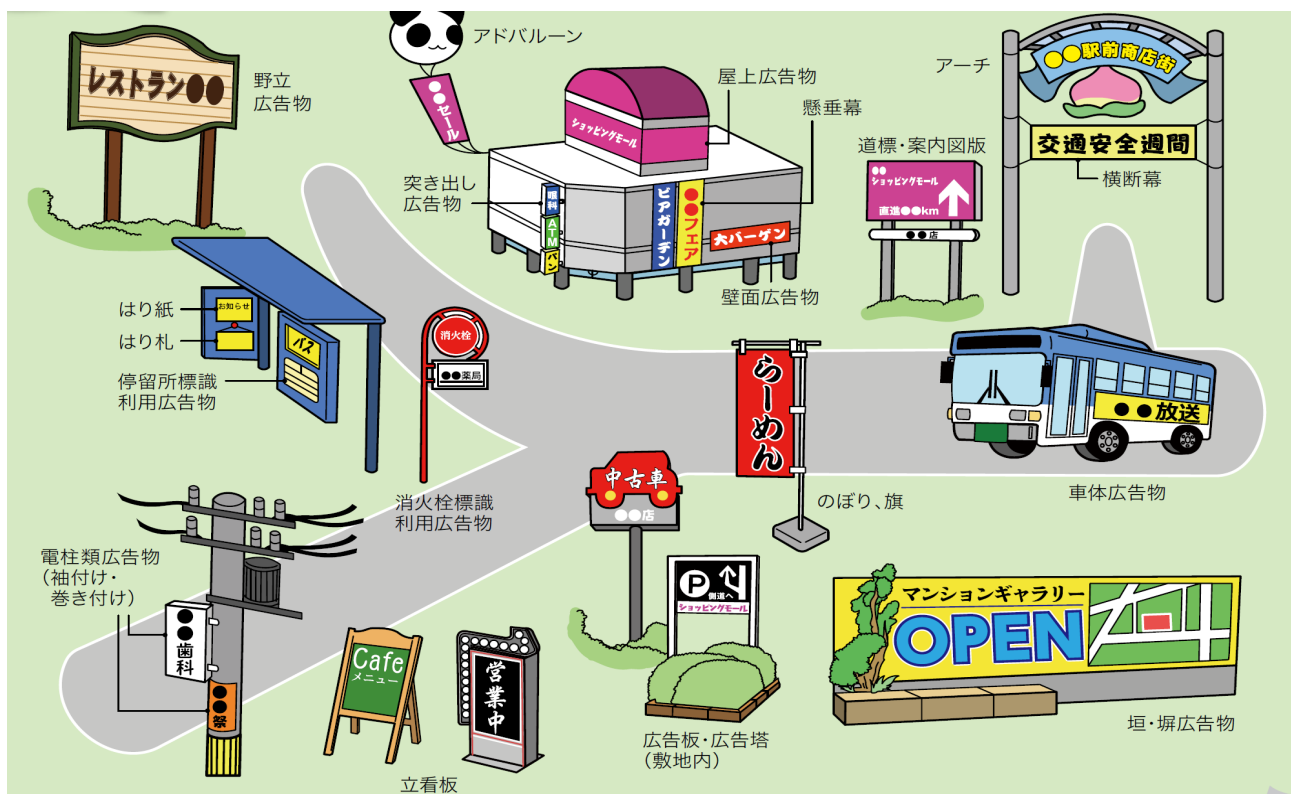 レストラン●●
野立
広告物
アドバルーン
●●セール
屋上広告物
ショッピングモール
懸垂幕
突き出し
広告物
眼科
ATM
パン
ビアガーデン
●●フェア
大バーゲン
壁面広告物
アーチ
●●駅前商店街
交通安全週間
横断幕
道標・案内図版
●●
ショッピングモール
直進●●km
●●店
はり紙
お知らせ
はり札
バス
停留所標識
利用広告物
消火栓
●●薬局
消火栓標識
利用広告物
らーめん
のぼり、旗
●●放送
車体広告物
電柱類広告物
(袖付け・
巻き付け)
●●歯科
●●祭
Cafe
メニュー
営業中
立看板
中古車
●●店
P
側道へ
ショッピングモール
広告板・広告塔
(敷地内)
マンションギャラリー
OPEN
垣・塀広告物